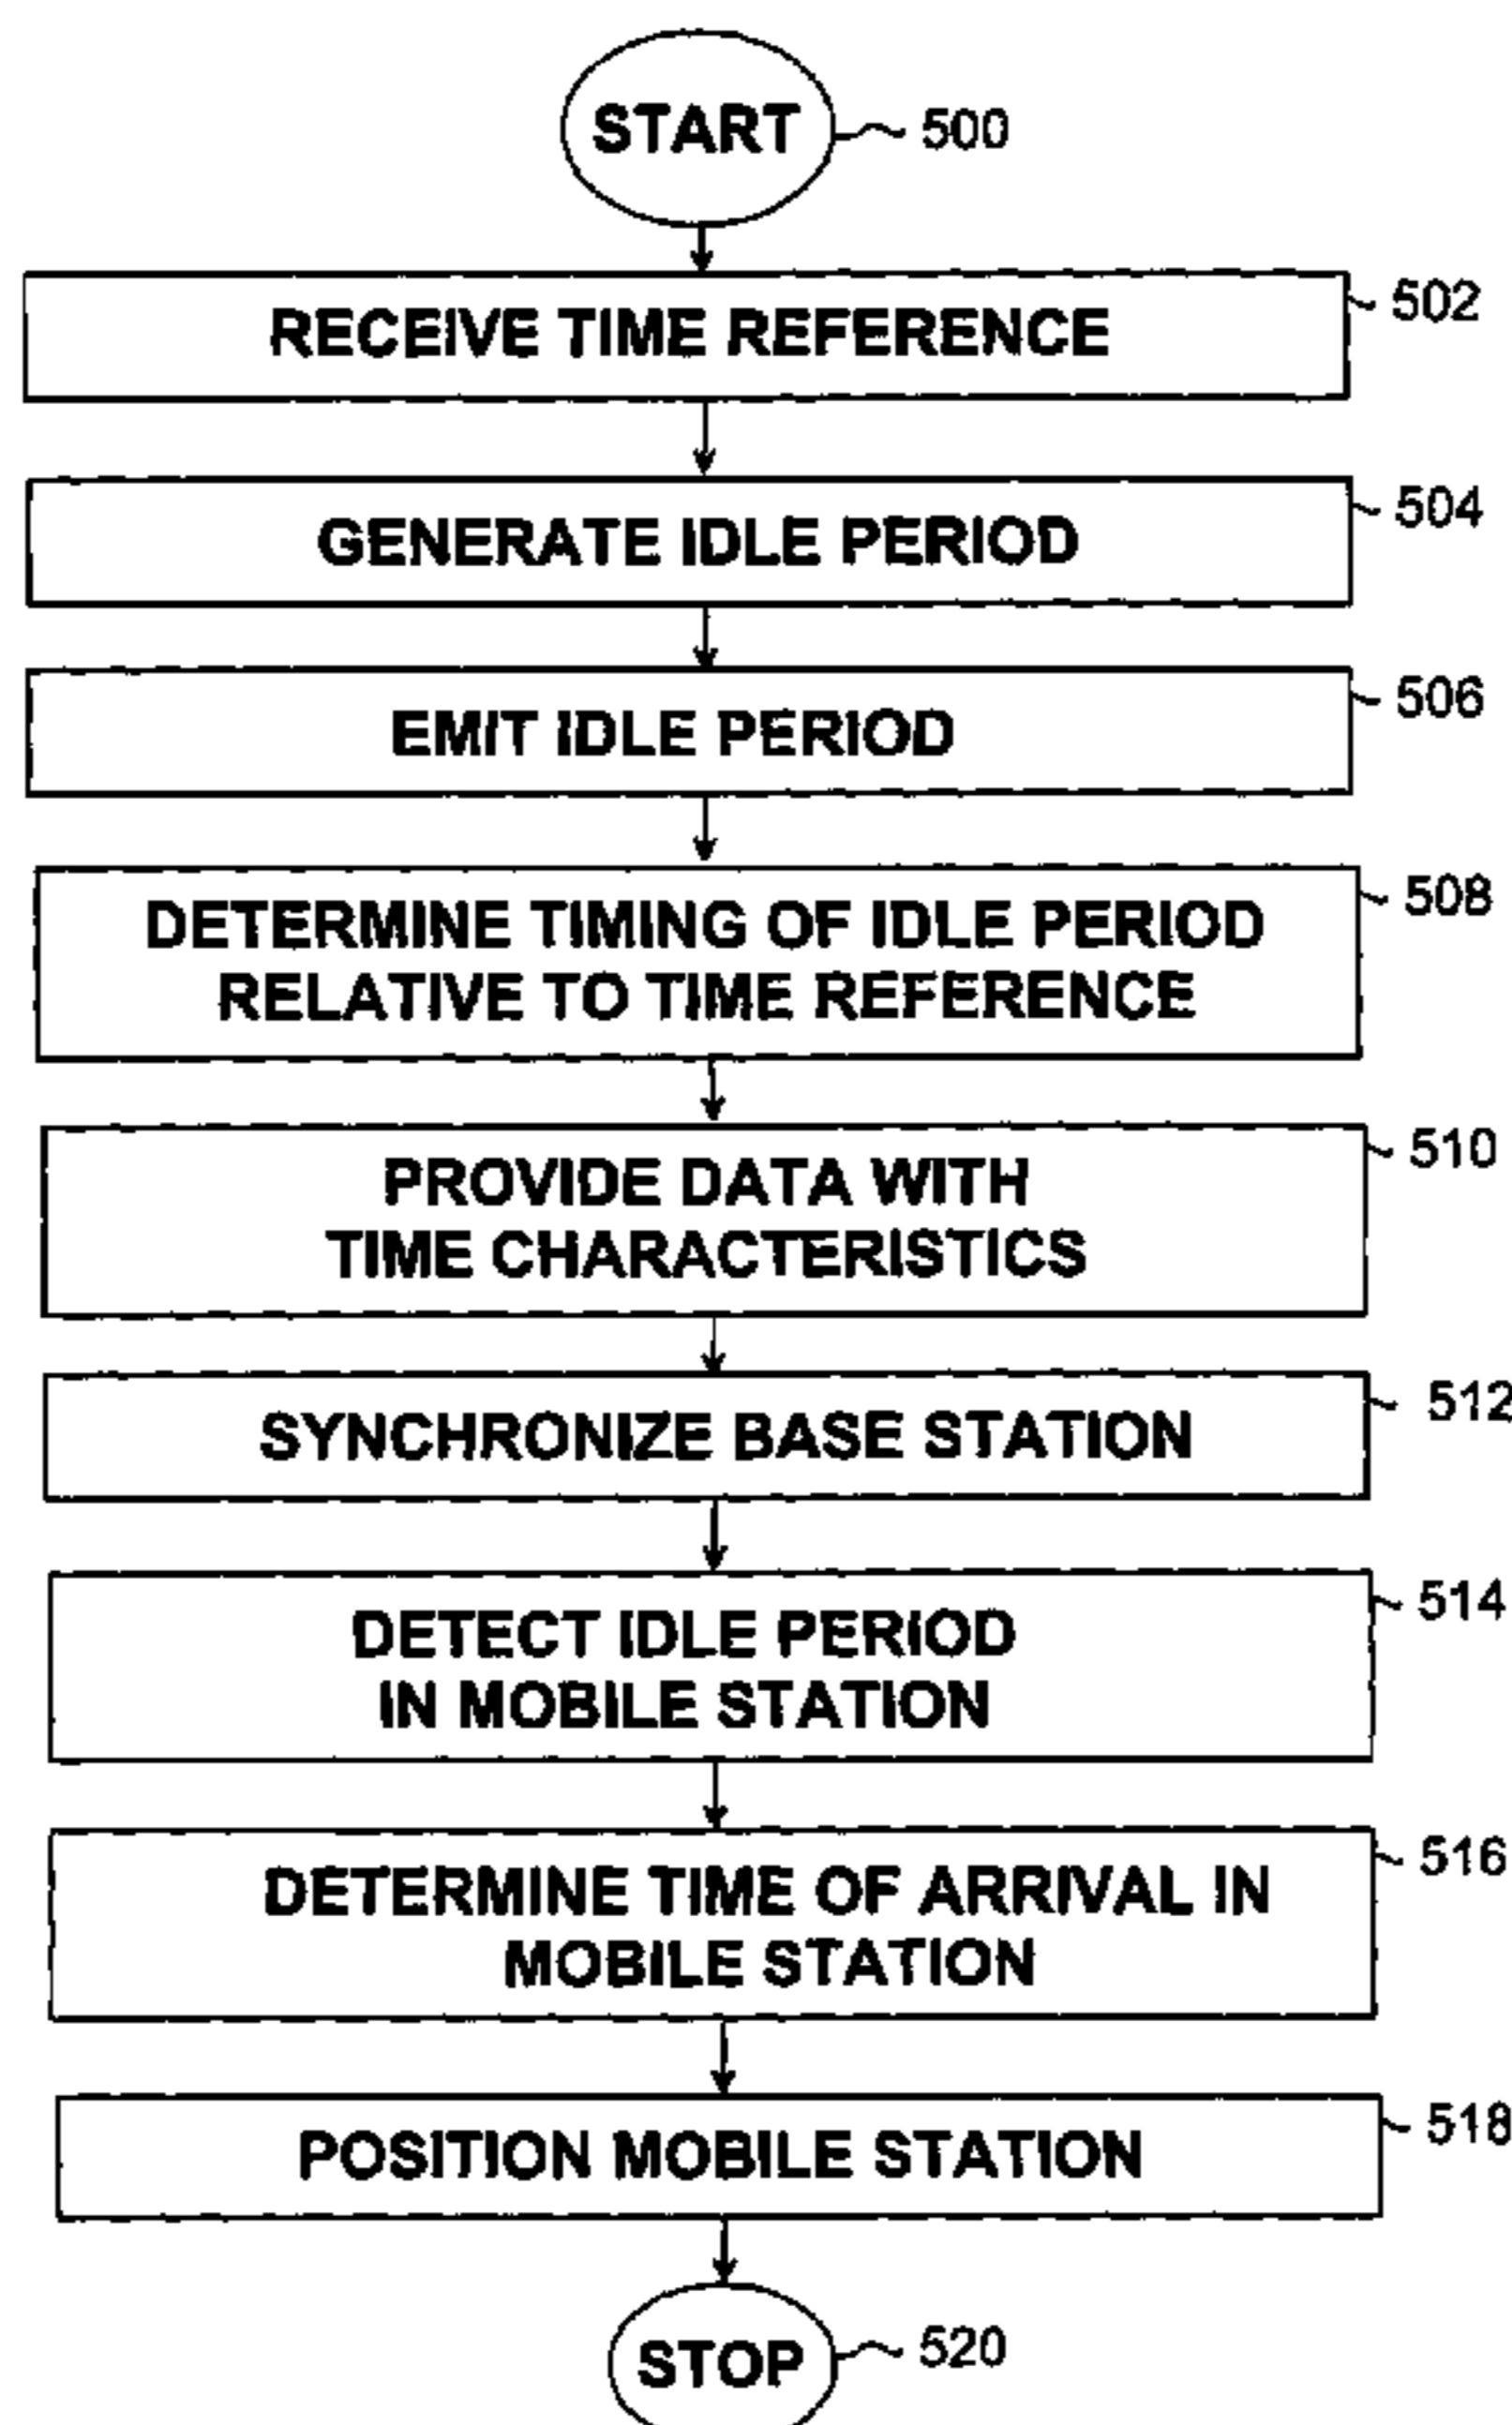 START
500
RECEIVE TIME REFERENCE
502
GENERATE IDLE PERIOD
504
EMIT IDLE PERIOD
506
DETERMINE TIMING OF IDLE PERIOD
RELATIVE TO TIME REFERENCE
508
PROVIDE DATA WITH
TIME CHARACTERISTICS
510
SYNCHRONIZE BASE STATION
512
DETECT IDLE PERIOD
IN MOBILE STATION
514
DETERMINE TIME OF ARRIVAL IN
MOBILE STATION
516
POSITION MOBILE STATION
518
STOP
520